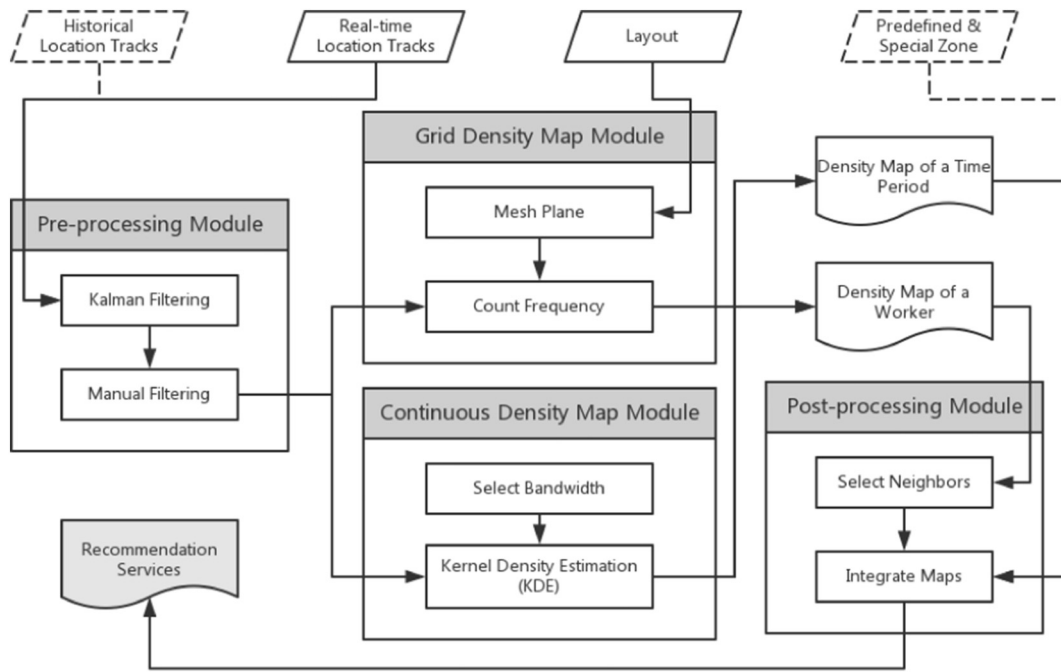 Historical
Location Tracks
Real-time
Location Tracks
Layout
Predefined &
Special Zone
Grid Density Map Module
Mesh Plane
Count Frequency
Density Map of a Time
Period
Density Map of a
Worker
Pre-processing Module
Kalman Filtering
Manual Filtering
Continuous Density Map Module
Select Bandwidth
Kernel Density Estimation
(KDE)
Post-processing Module
Select Neighbors
Integrate Maps
Recommendation
Services